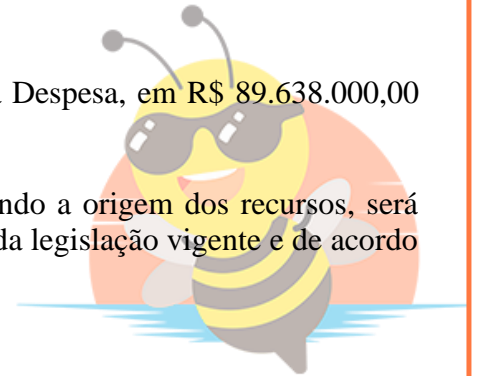 Despesa, em R$ 89.638.000,00
ndo a origem dos recursos, será
da legislação vigente e de acordo